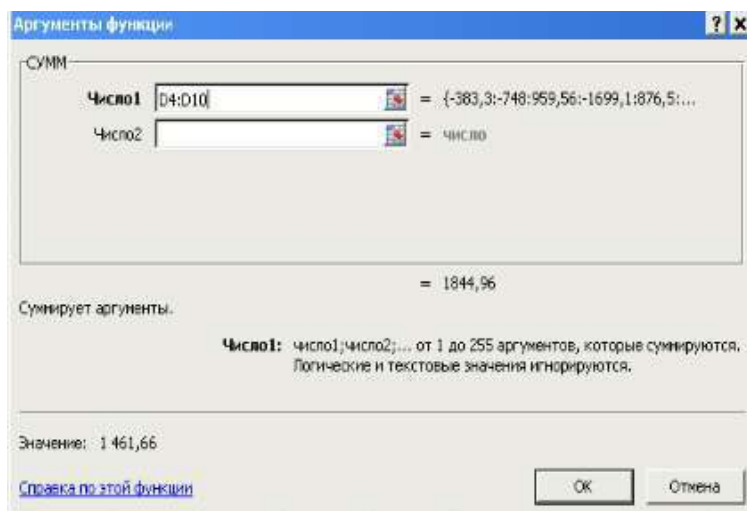 Аргументы функции
СУММ
Число1 D4:D10 = {-383,3:-748:959,56:-1699,1:876,5:...
Число2 = число
= 1844,96
Суммирует аргументы.
Число1: число1;число2;... от 1 до 255 аргументов, которые суммируются. Логические и текстовые значения игнорируются.
Значение: 1 461,66
Справка по этой функции
ОК
Отмена